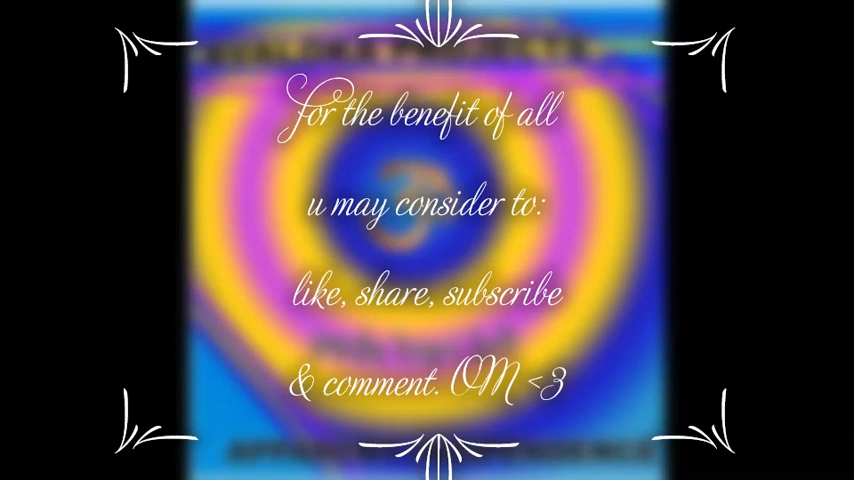 for the benefit of all
u may consider to:
like, share, subscribe
& comment. OM <3